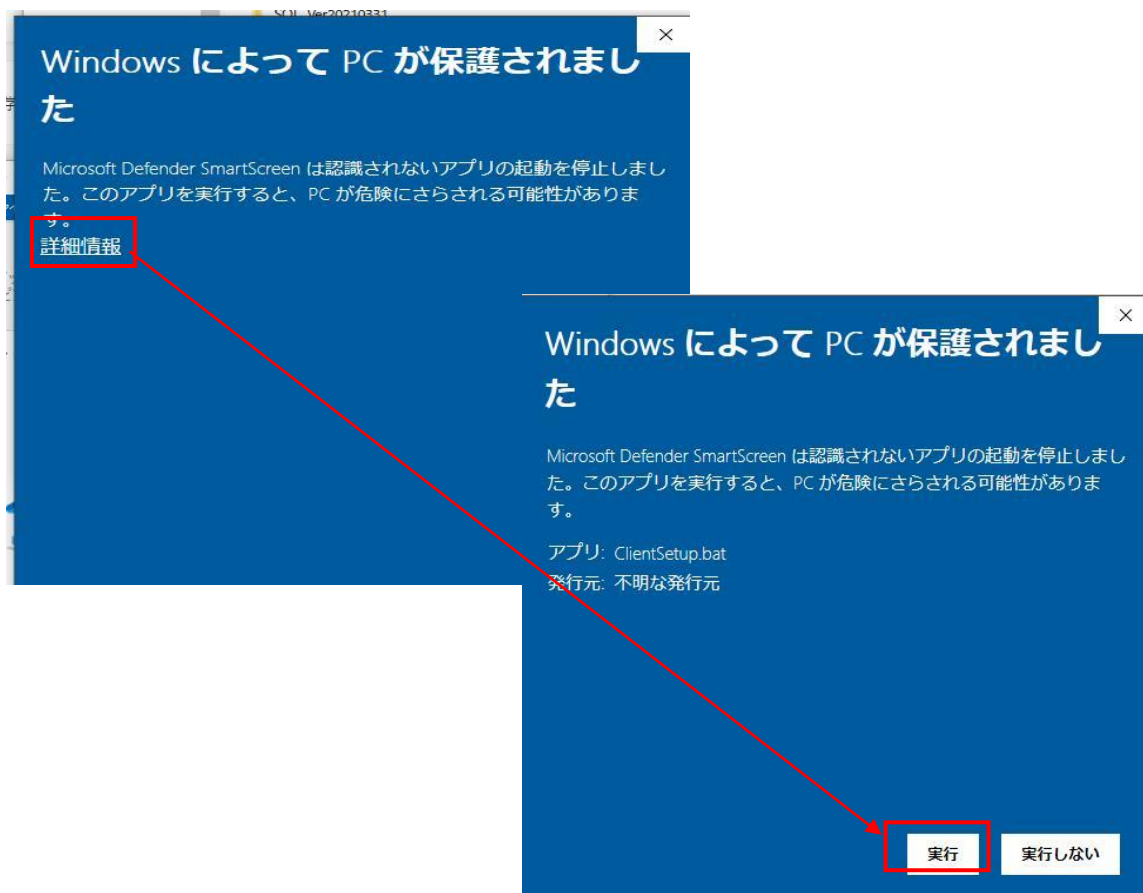 SQL_Ver20210331
Windows によって PC が保護されまし
た
Microsoft Defender SmartScreen は認識されないアプリの起動を停止しまし
た。このアプリを実行すると、PC が危険にさらされる可能性がありま
す。
詳細情報
Windows によって PC が保護されまし
た
Microsoft Defender SmartScreen は認識されないアプリの起動を停止しまし
た。このアプリを実行すると、PC が危険にさらされる可能性がありま
す。
アプリ: ClientSetup.bat
発行元: 不明な発行元
実行
実行しない